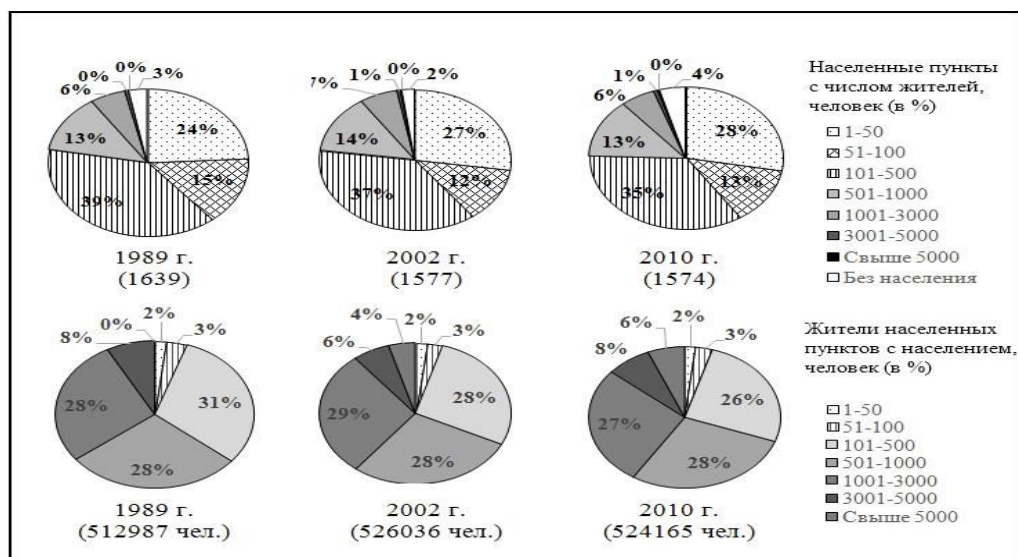 0% 0% 3%
6%
24%
13%
15%
39%
1989 г.
(1639)
1% 0% 2%
7%
27%
14%
12%
37%
2002 г.
(1577)
0%
1% 4%
6%
28%
13%
13%
35%
2010 г.
(1574)
Населенные пункты
с числом жителей,
человек (в %)
1-50
51-100
101-500
501-1000
1001-3000
3001-5000
Свыше 5000
Без населения
0% 2% 3%
8%
31%
28%
28%
1989 г.
(512987 чел.)
4% 2% 3%
6%
28%
29%
28%
2002 г.
(526036 чел.)
6% 2% 3%
8%
26%
27%
28%
2010 г.
(524165 чел.)
Жители населенных
пунктов с населением,
человек (в %)
1-50
51-100
101-500
501-1000
1001-3000
3001-5000
Свыше 5000